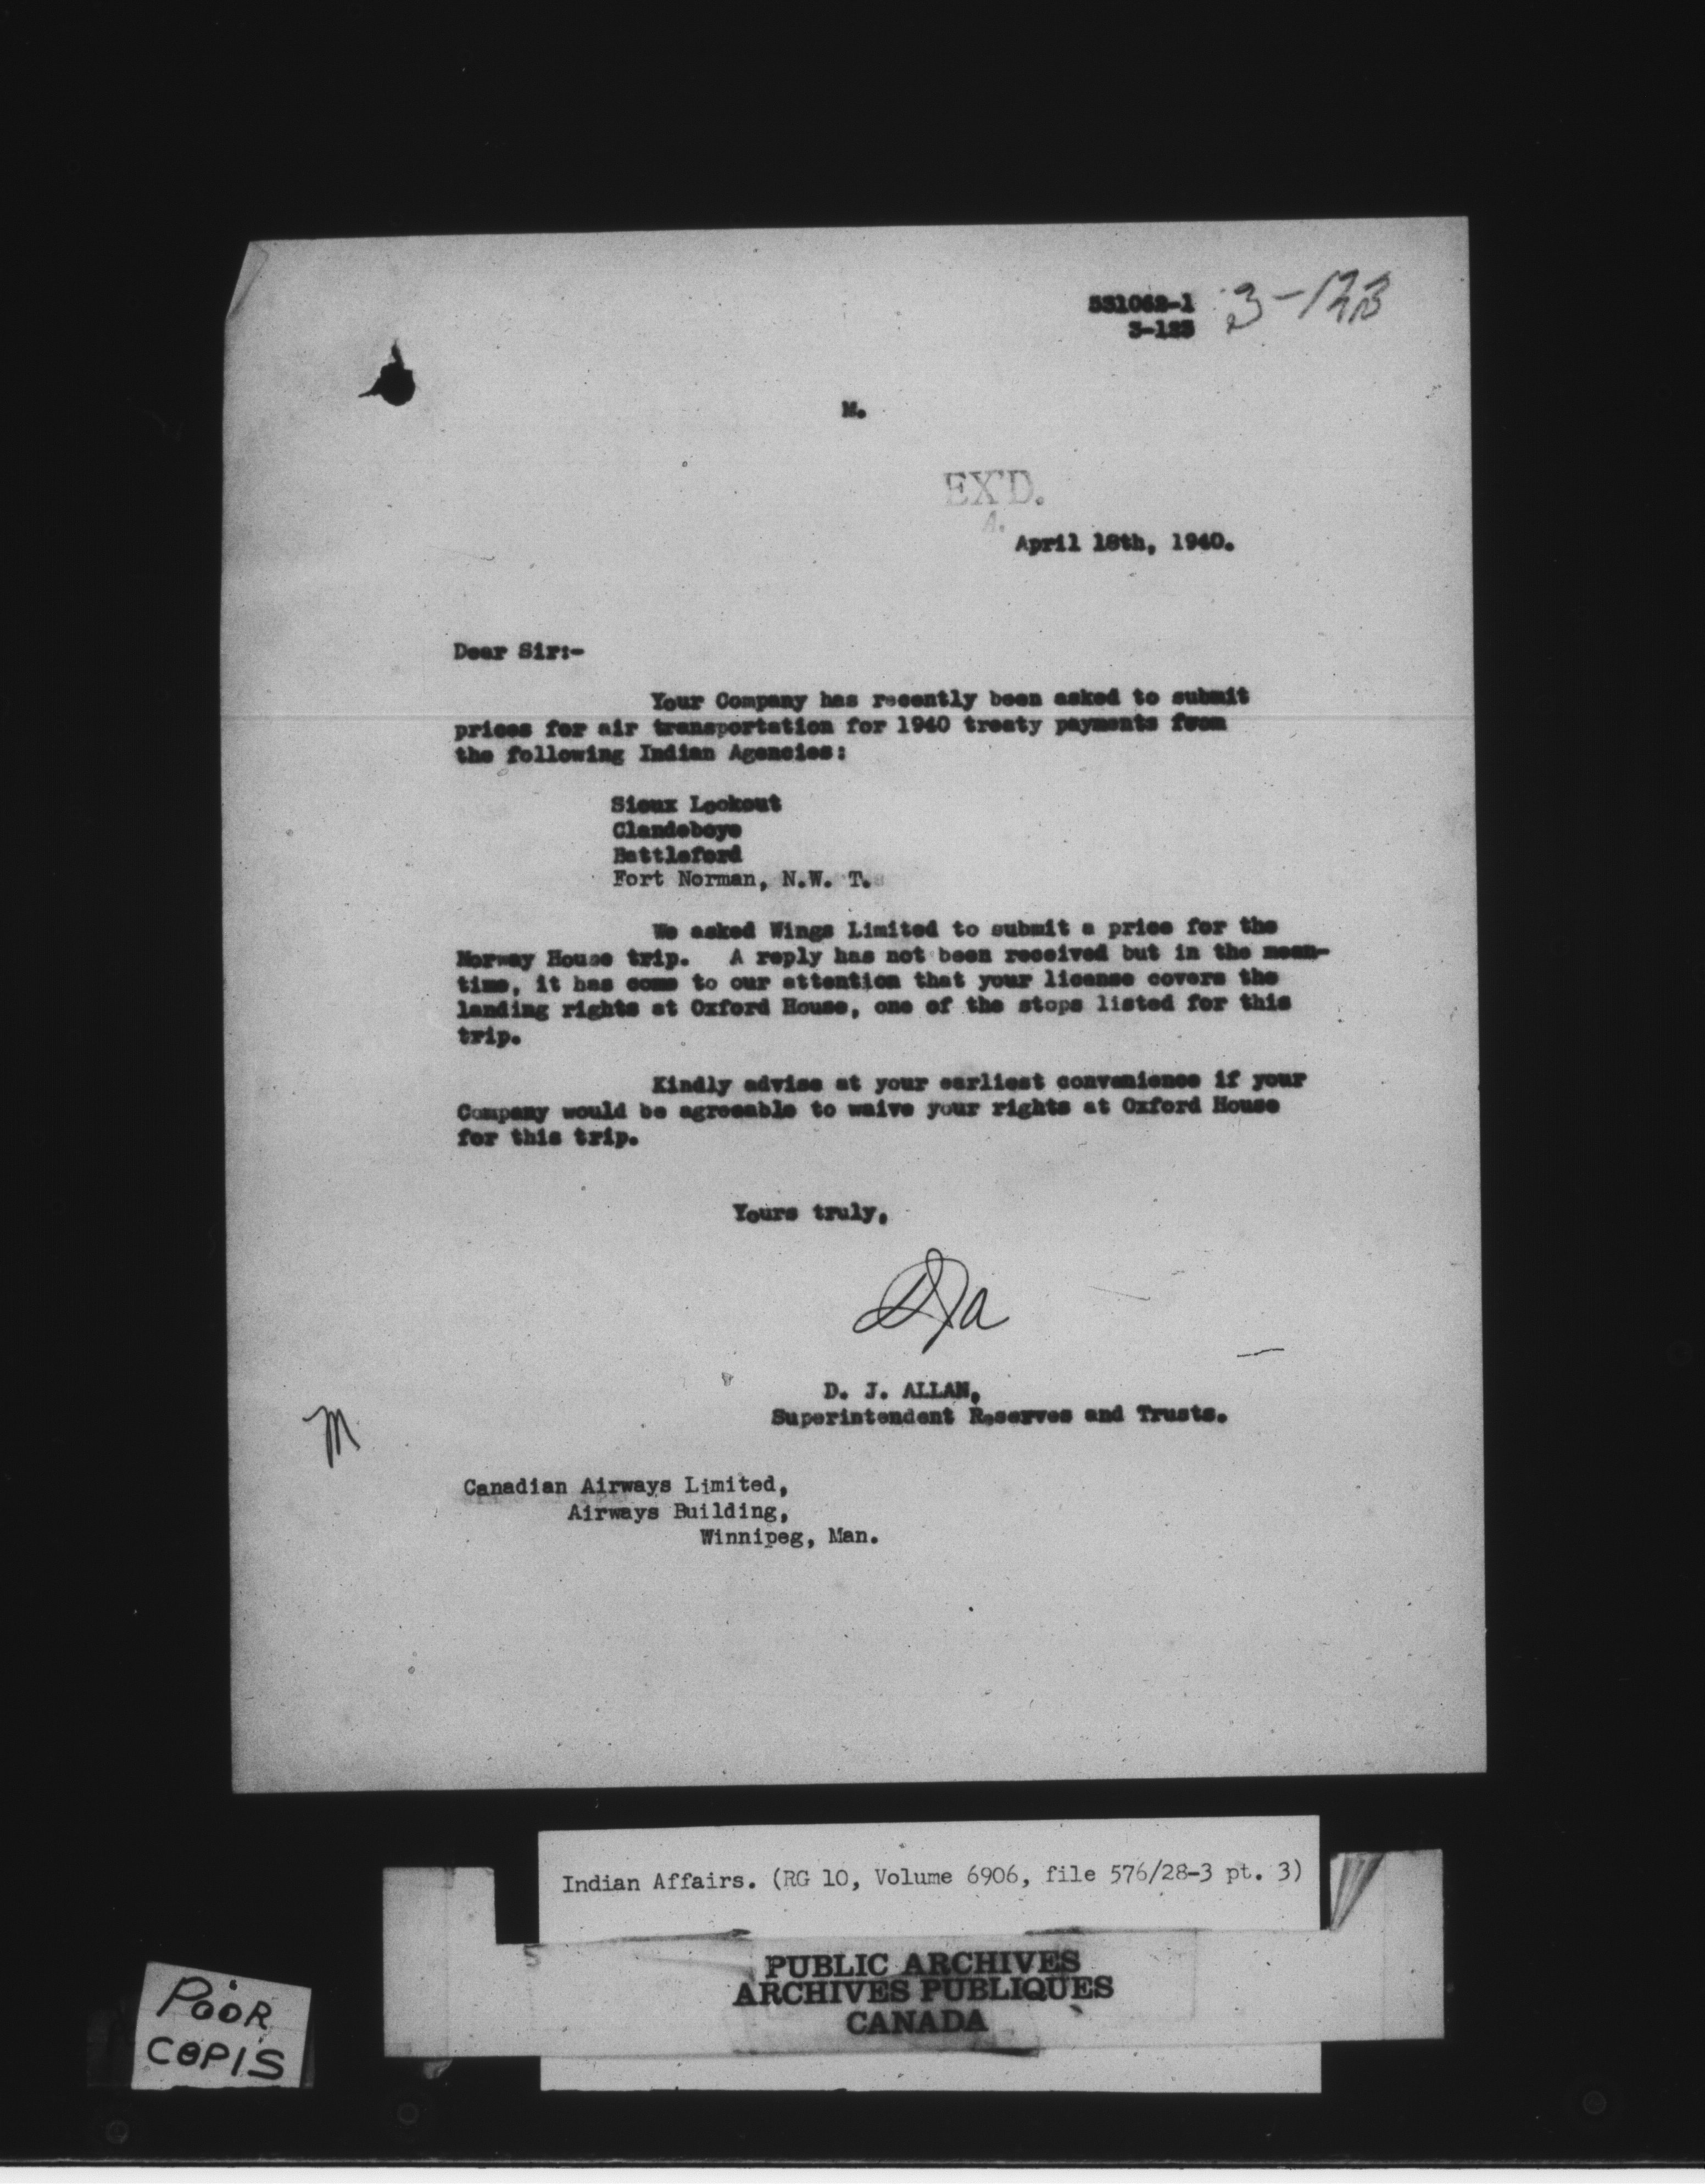 531062-1
3-123
3-123
M.
EX'D.
A.
April 18th, 1940.
Dear Sir:-
Your Company has recently been asked to submit
prices for air transportation for 1940 treaty payments from
the following Indian Agencies:
Sioux Lookout
Clandeboye
Battleford
Fort Norman, N.W. T.
We asked Wings Limited to submit a price for the
Norway House trip. A reply has not been received but in the mean-
time, it has come to our attention that your license covers the
landing rights at Oxford House, one of the stops listed for this
trip.
Kindly advise at your earliest convenience if your
Company would be agreeable to waive your rights at Oxford House
for this trip.
Yours truly,
DJA
D. J. ALLAN,
Superintendent Reserves and Trusts.
M
Canadian Airways Limited,
Airways Building,
Winnipeg, Man.
Indian Affairs. (RG 10, Volume 6906, file 576/28-3 pt. 3)
5
PUBLIC ARCHIVES
ARCHIVES PUBLIQUES
CANADA
POOR
COPIS